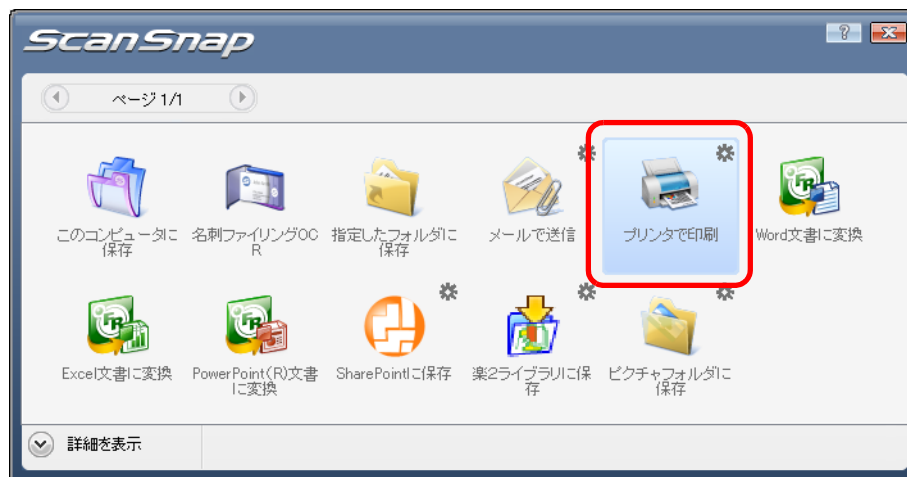 ScanSnap
?
ページ 1/1
このコンピュータに
保存
名刺ファイリングOC
R
指定したフォルダに
保存
メールで送信
プリンタで印刷
Word文書に変換
Excel文書に変換
PowerPoint(R)文書
に変換
SharePointに保存
楽2ライブラリに保
存
ピクチャフォルダに
保存
詳細を表示